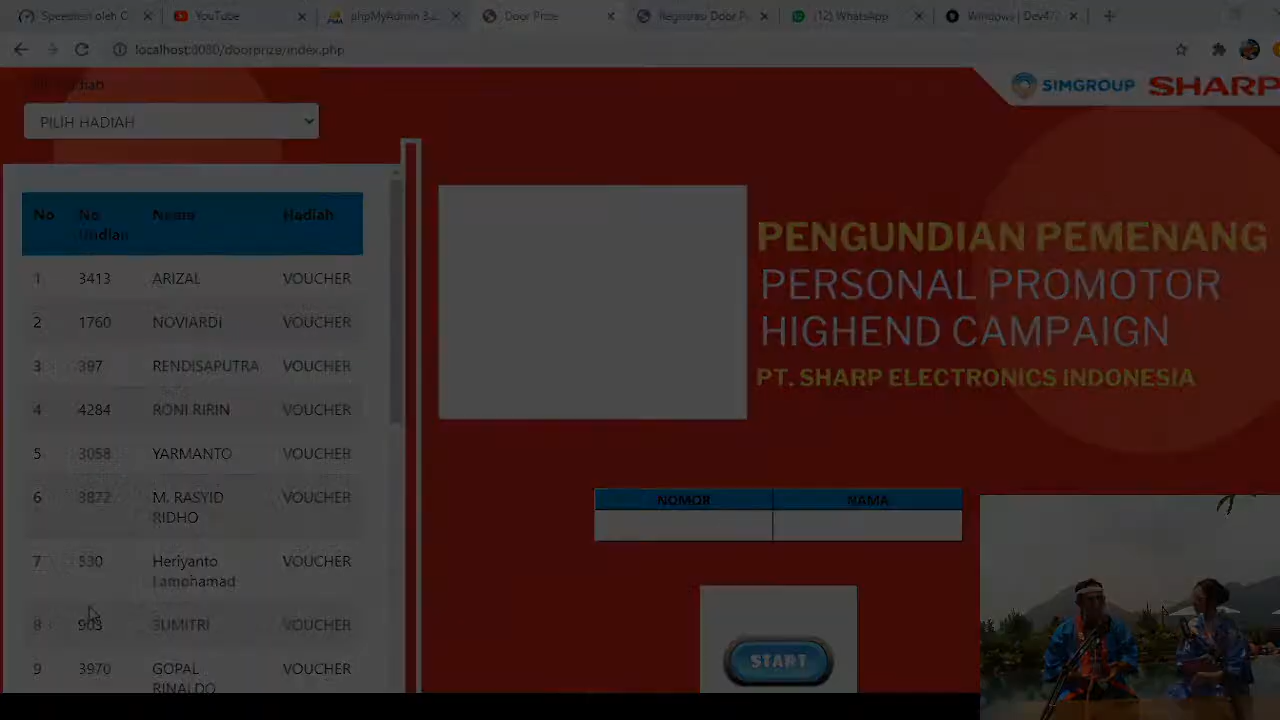 Speedtest oleh O
YouTube
phpMyAdmin 3.
Door Prize
Registrasi Door P
(12) WhatsApp
Windows | Dev47
localhost:8080/doorprize/index.php
SIMGROUP SHARP
PILIH HADIAH
No No Undian Nama Hadiah
1 3413 ARIZAL VOUCHER
2 1760 NOVIARDI VOUCHER
3 397 RENDISAPUTRA VOUCHER
4 4284 RONI RIRIN VOUCHER
5 3058 YARMANTO VOUCHER
6 3872 M. RASYID RIDHO VOUCHER
7 530 Heriyanto Lamohamad VOUCHER
8 903 SUMITRI VOUCHER
9 3970 GOPAL RINALDO VOUCHER
PENGUNDIAN PEMENANG
PERSONAL PROMOTOR
HIGHEND CAMPAIGN
PT. SHARP ELECTRONICS INDONESIA
NOMOR NAMA
START